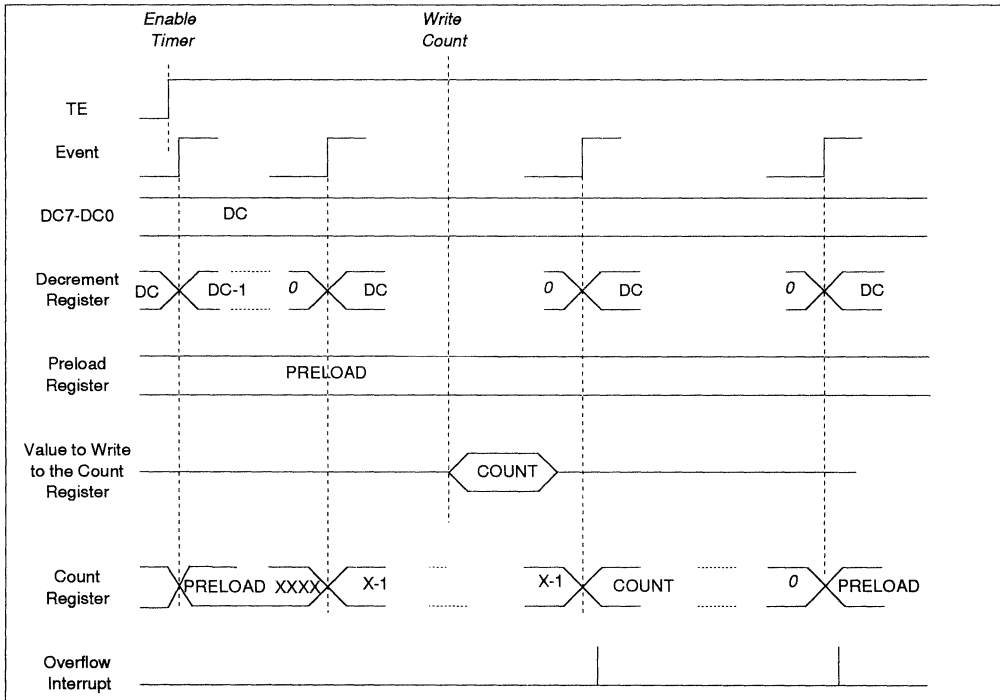 Enable
Timer
Write
Count
TE
Event
DC7-DC0
DC
Decrement
Register
DC
DC-1
0
DC
0
DC
0
DC
Preload
Register
PRELOAD
Value to Write
to the Count
Register
COUNT
Count
Register
PRELOAD
XXXX
X-1
X-1
COUNT
0
PRELOAD
Overflow
Interrupt